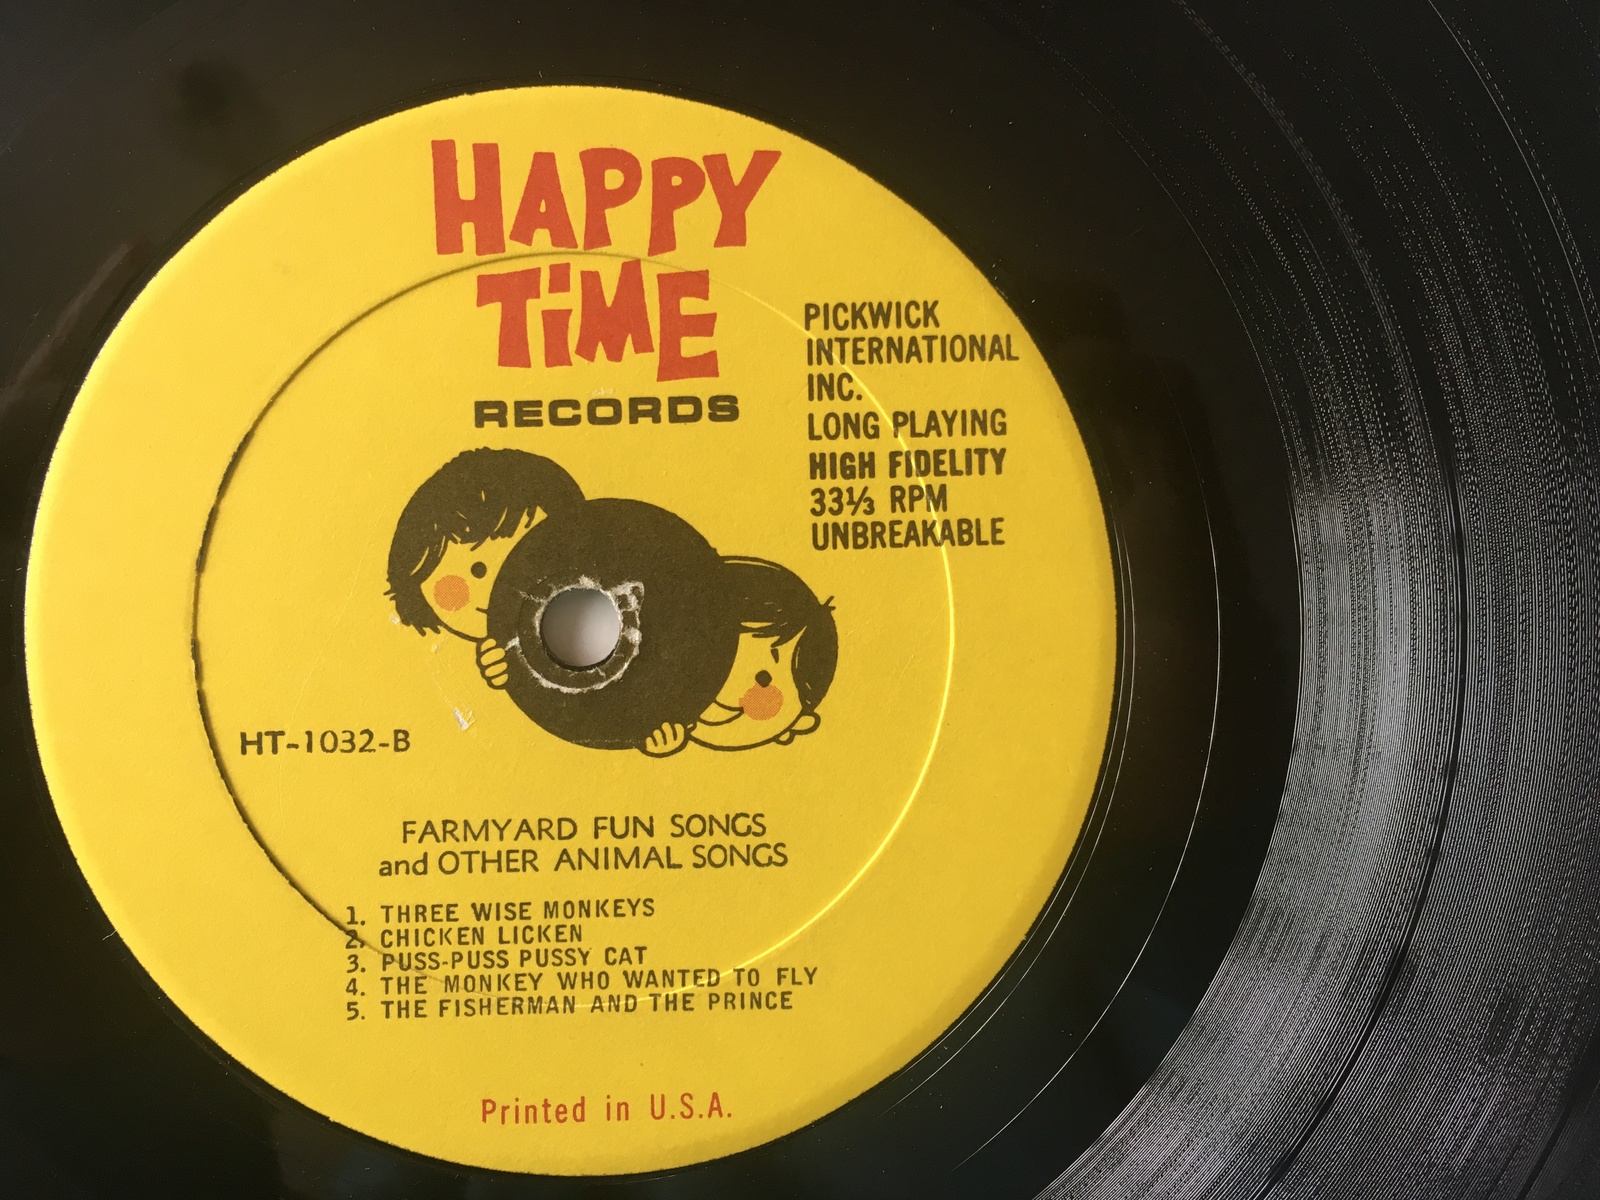 HAPPY
TiME
RECORDS
PICKWICK
INTERNATIONAL
INC.
LONG PLAYING
HIGH FIDELITY
33⅓ RPM
UNBREAKABLE
HT-1032-B
FARMYARD FUN SONGS
and OTHER ANIMAL SONGS
1. THREE WISE MONKEYS
2. CHICKEN LICKEN
3. PUSS-PUSS PUSSY CAT
4. THE MONKEY WHO WANTED TO FLY
5. THE FISHERMAN AND THE PRINCE
Printed in U.S.A.